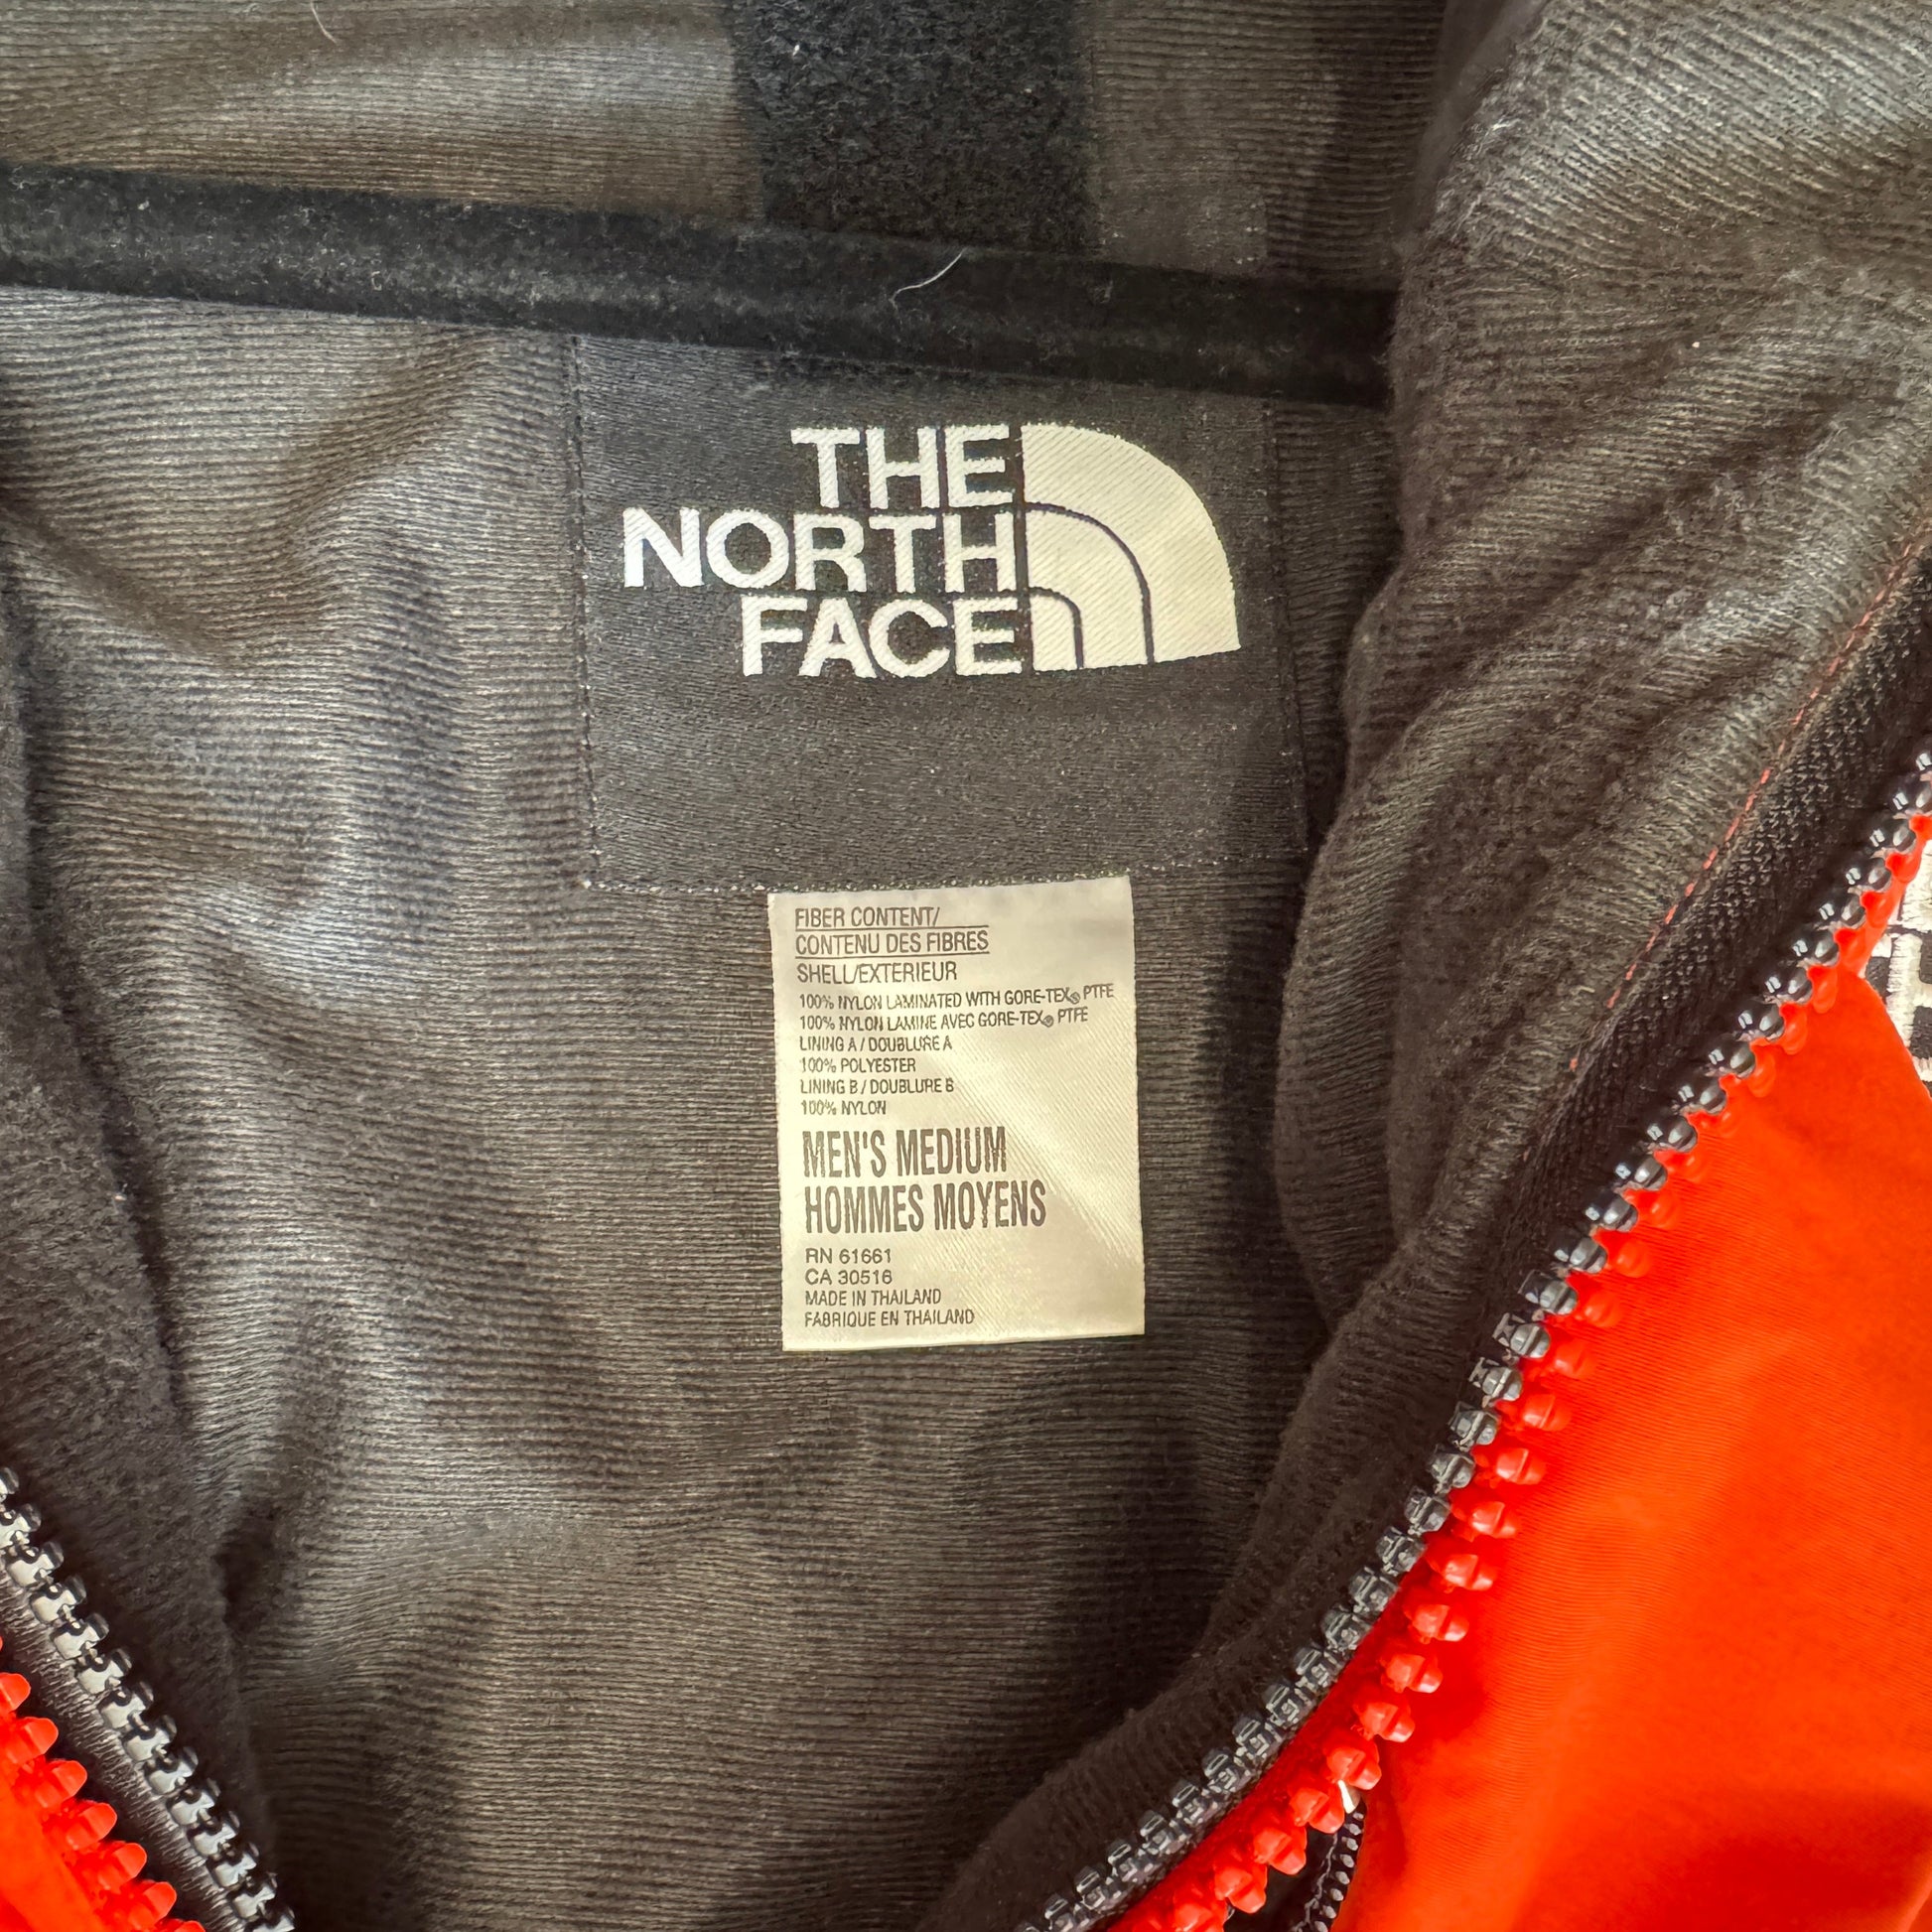 THE
NORTH
FACE
FIBER CONTENT/
CONTENU DES FIBRES
SHELL/EXTERIEUR
100% NYLON LAMINATED WITH GORE-TEX® PTFE
100% NYLON LAMINE AVEC GORE-TEX® PTFE
LINING A / DOUBLURE A
100% POLYESTER
LINING B / DOUBLURE B
100% NYLON
MEN'S MEDIUM
HOMMES MOYENS
RN 61661
CA 30516
MADE IN THAILAND
FABRIQUE EN THAILAND